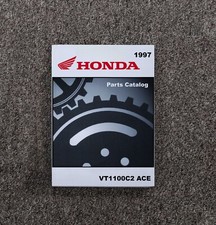 1997
HONDA
Parts Catalog
VT1100C2 ACE